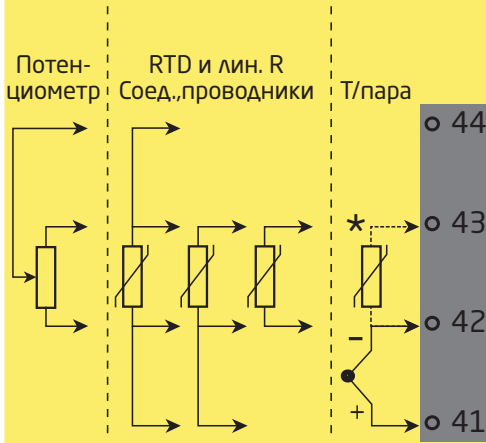 Потен-
циометр
RTD и лин. R
Соед.,проводники
Т/пара
44
*
43
42
−
+
41